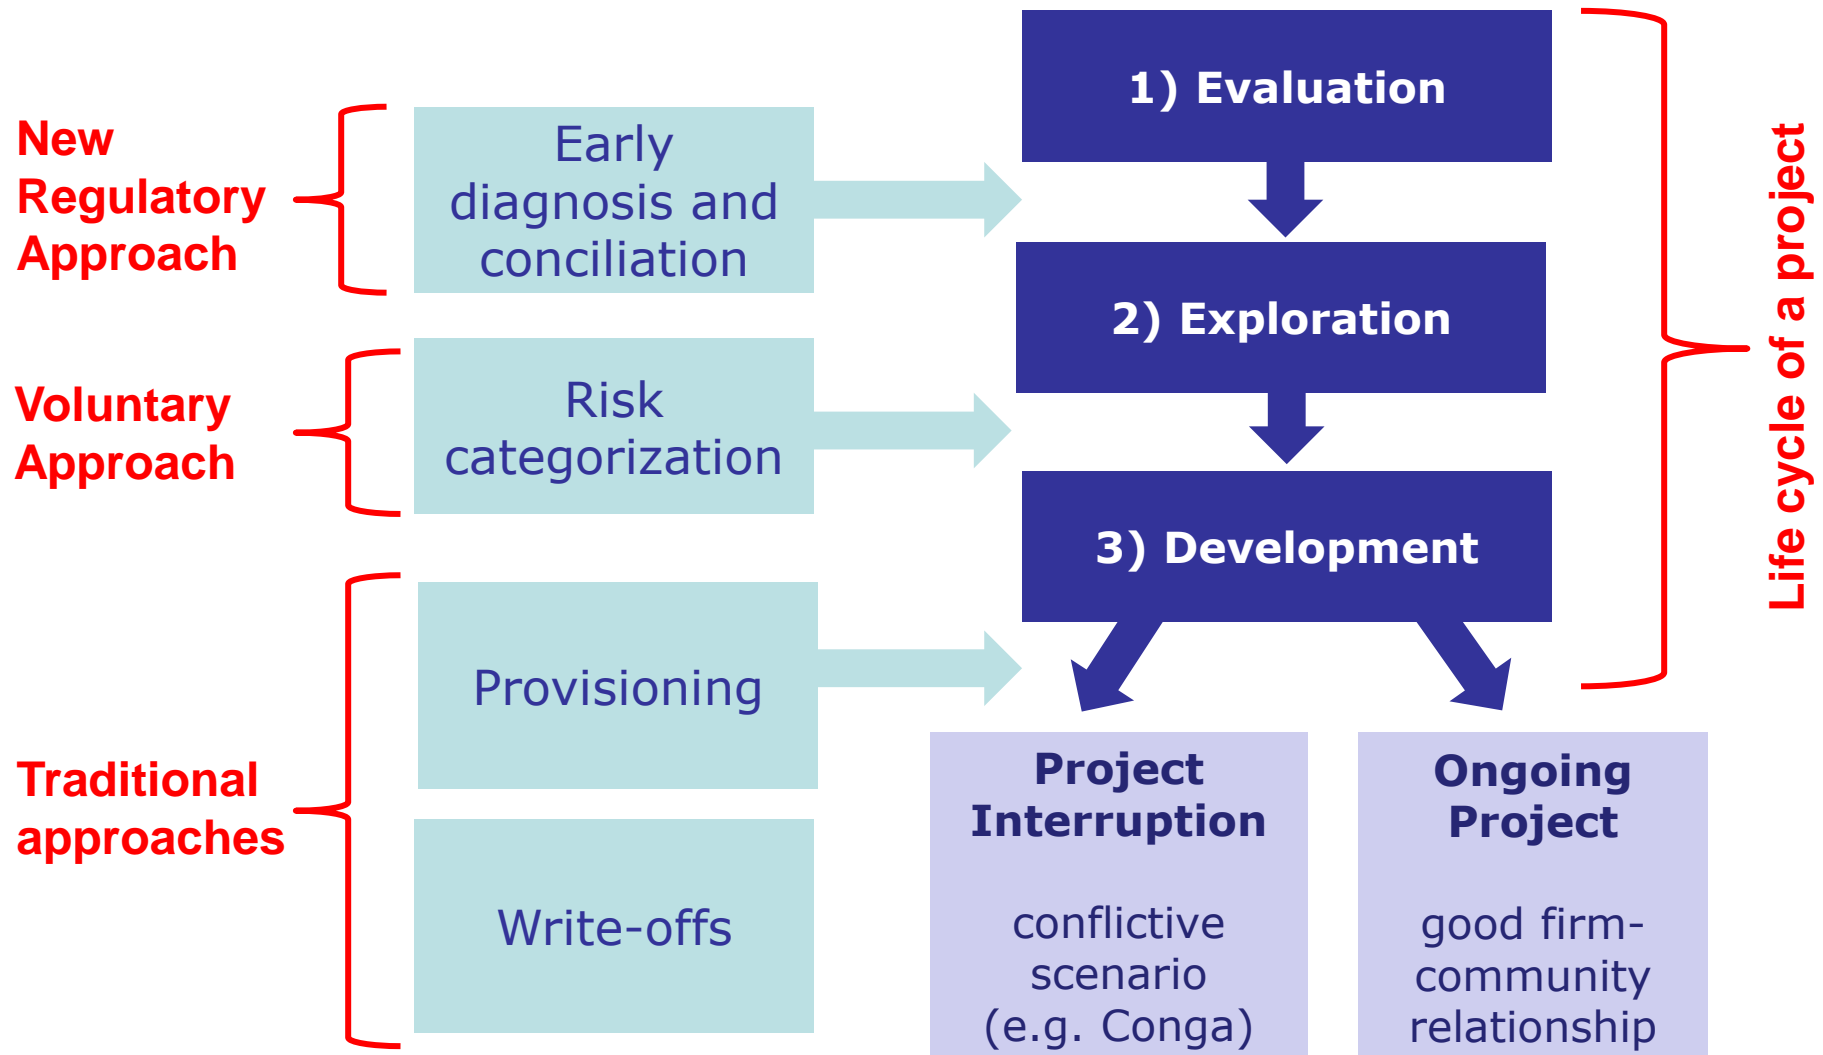 New
Regulatory
Approach
Early
diagnosis and
conciliation
Voluntary
Approach
Risk
categorization
Traditional
approaches
Provisioning
Write-offs
1) Evaluation
2) Exploration
3) Development
Project
Interruption
conflictive
scenario
(e.g. Conga)
Ongoing
Project
good firm-
community
relationship
Life cycle of a project